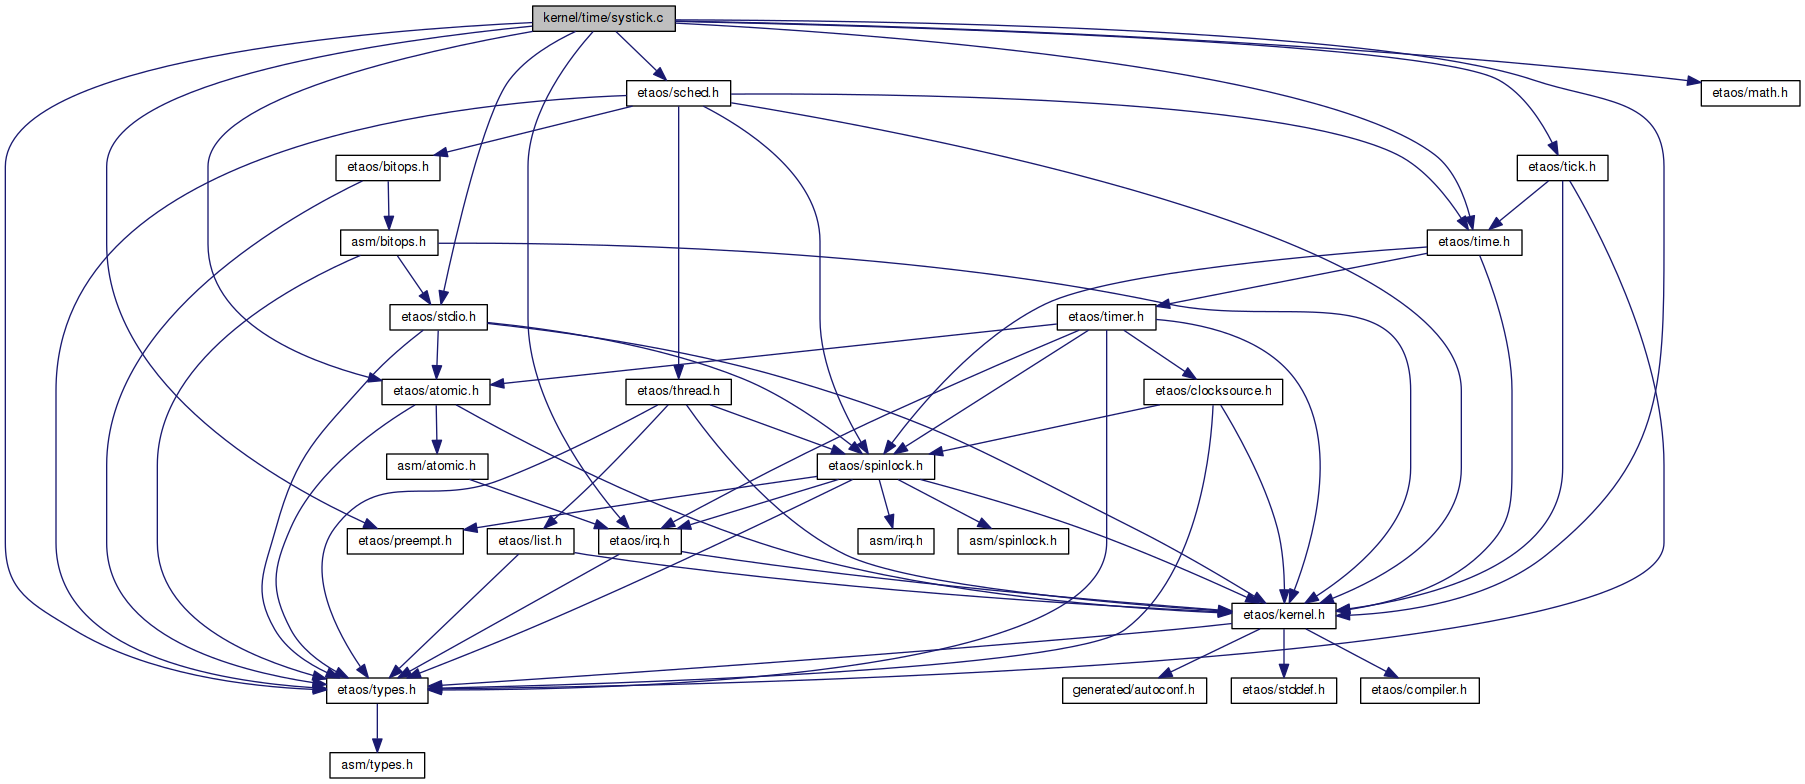 kernel/time/systick.c
etaos/sched.h
etaos/math.h
etaos/bitops.h
etaos/tick.h
asm/bitops.h
etaos/time.h
etaos/stdio.h
etaos/timer.h
etaos/atomic.h
etaos/thread.h
etaos/clocksource.h
asm/atomic.h
etaos/spinlock.h
etaos/preempt.h
etaos/list.h
etaos/irq.h
asm/irq.h
asm/spinlock.h
etaos/kernel.h
etaos/types.h
generated/autoconf.h
etaos/stddef.h
etaos/compiler.h
asm/types.h